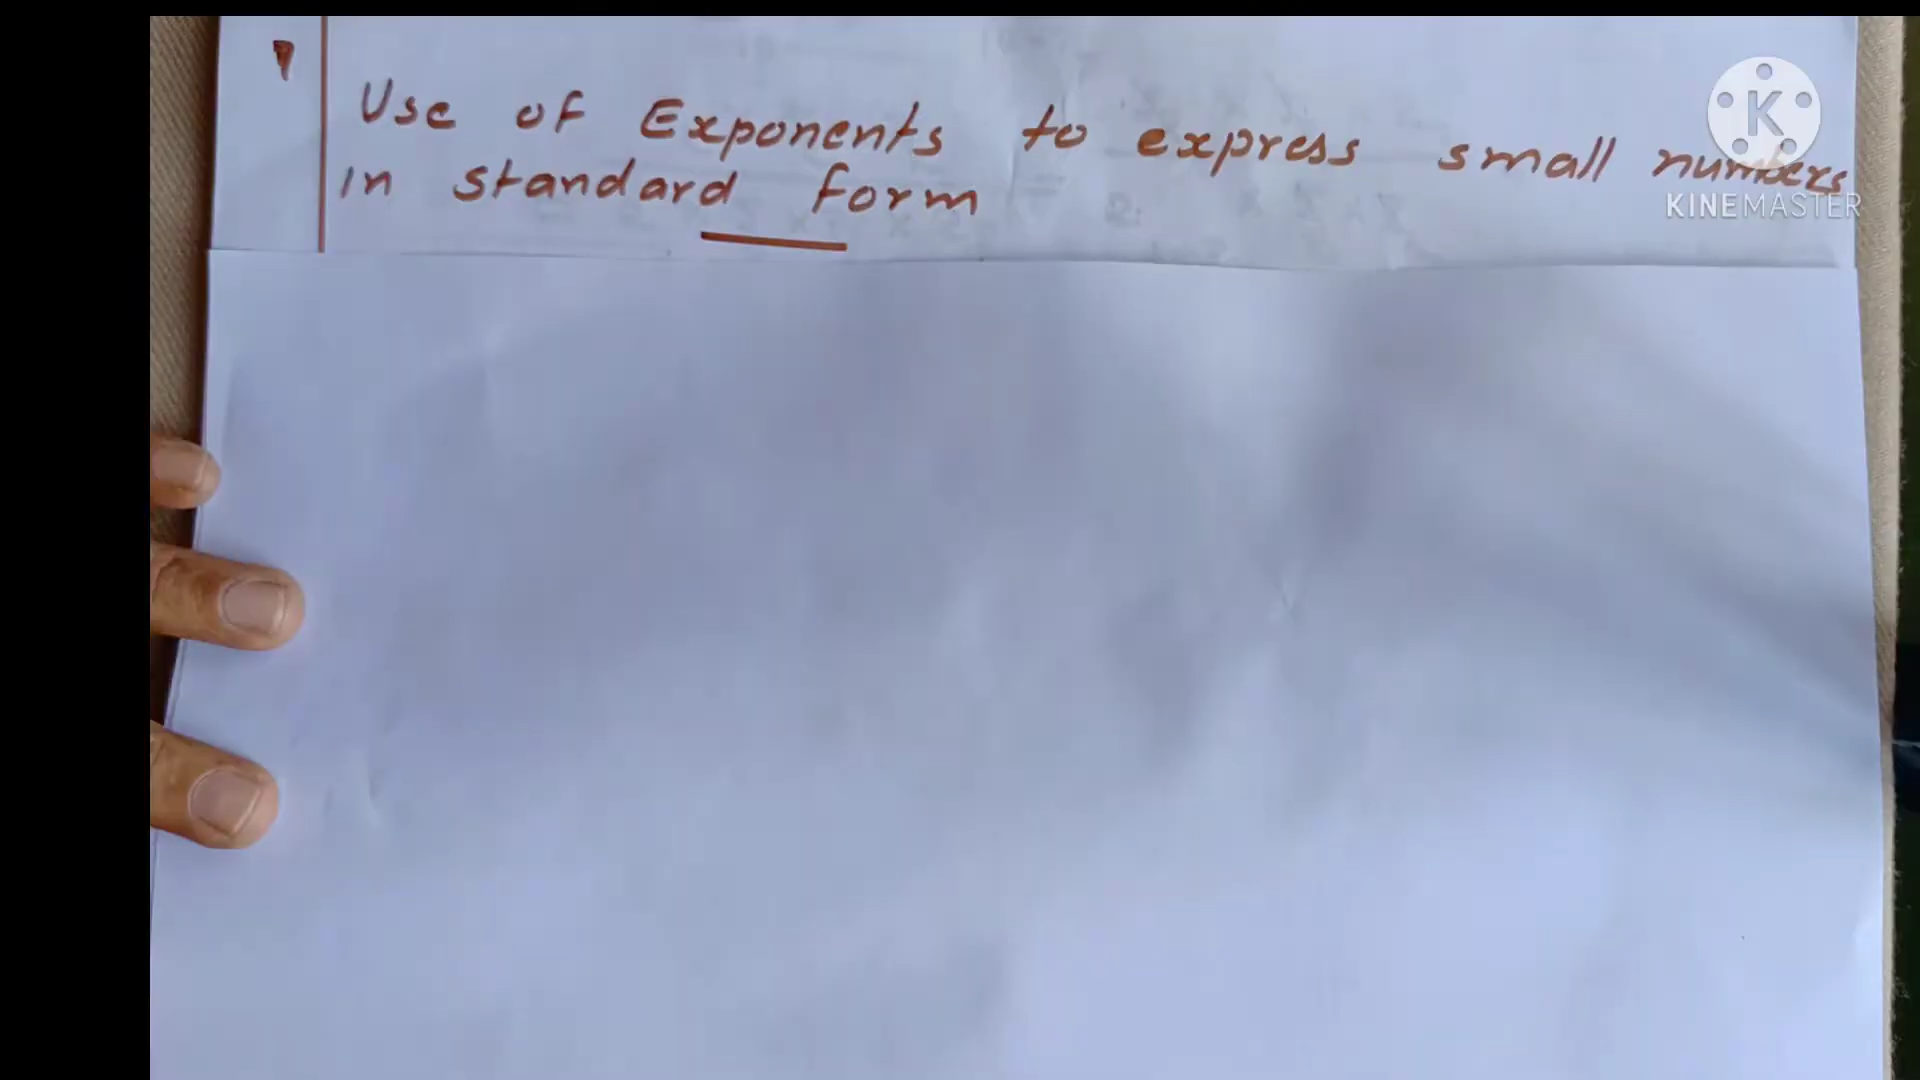 Use of Exponents to express small numbers
in standard form
K
KINEMASTER